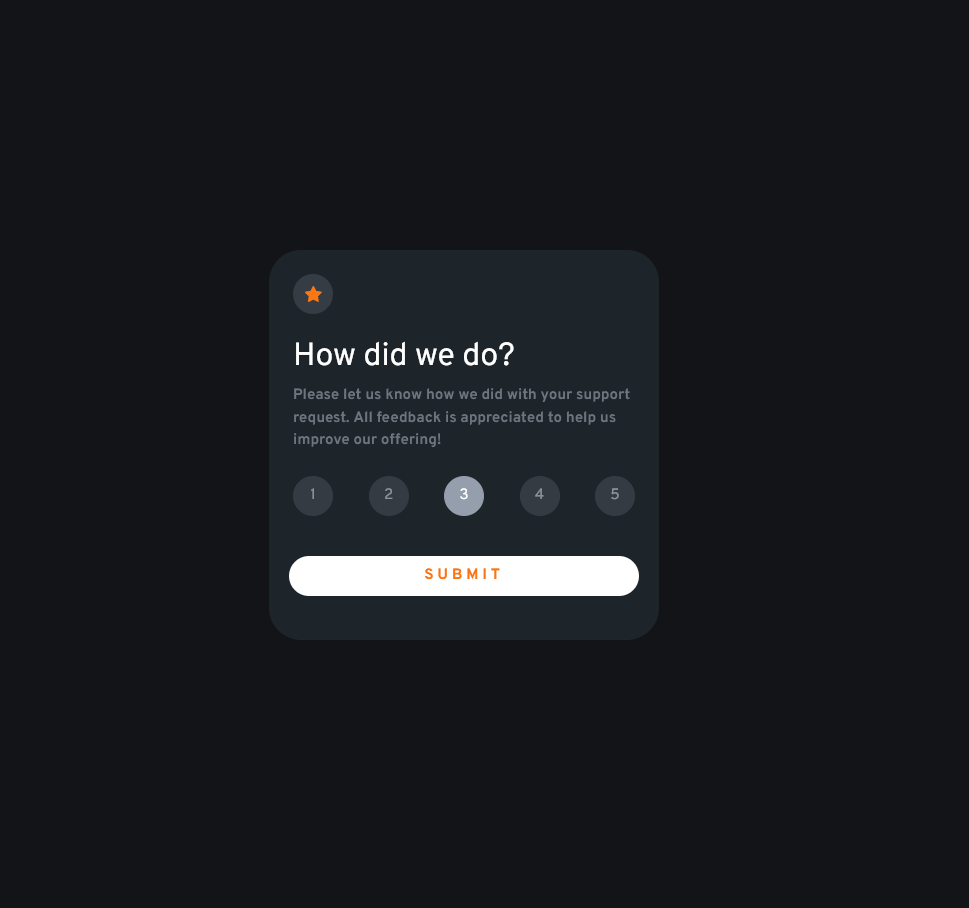 How did we do?
Please let us know how we did with your support
request. All feedback is appreciated to help us
improve our offering!
1 2 3 4 5
SUBMIT